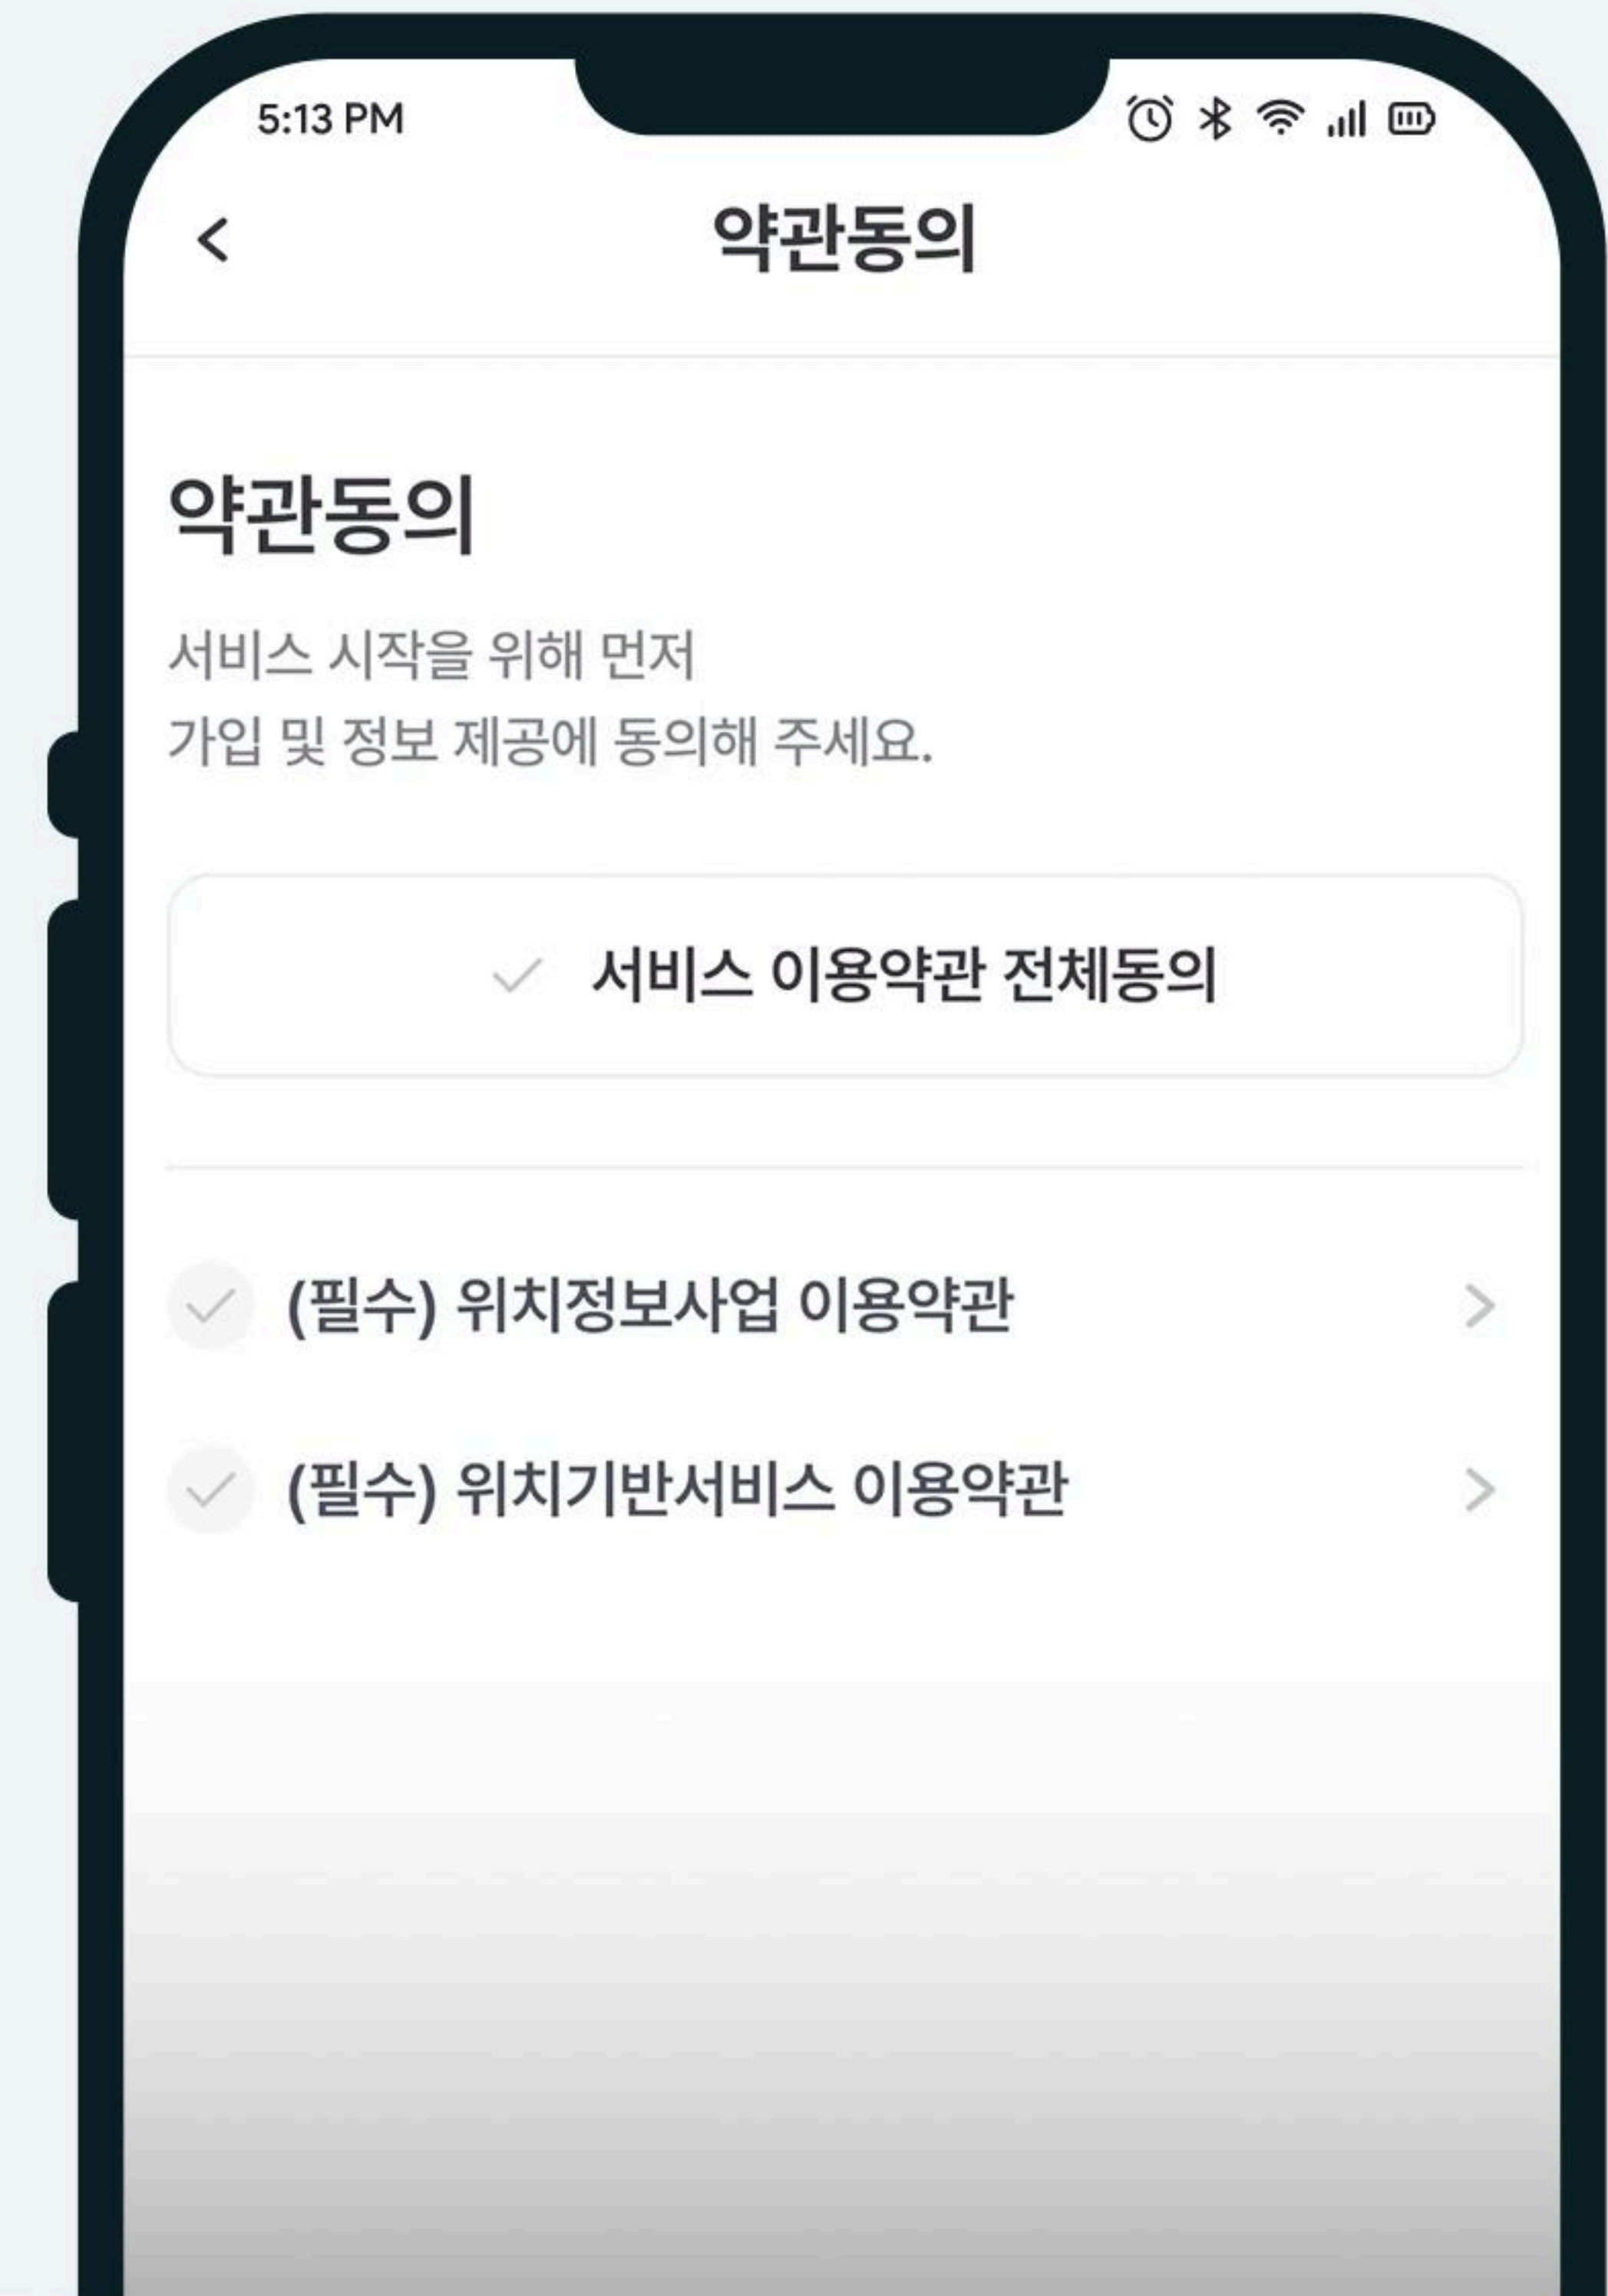 5:13 PM
약관동의
약관동의
서비스 시작을 위해 먼저
가입 및 정보 제공에 동의해 주세요.
서비스 이용약관 전체동의
(필수) 위치정보사업 이용약관
(필수) 위치기반서비스 이용약관